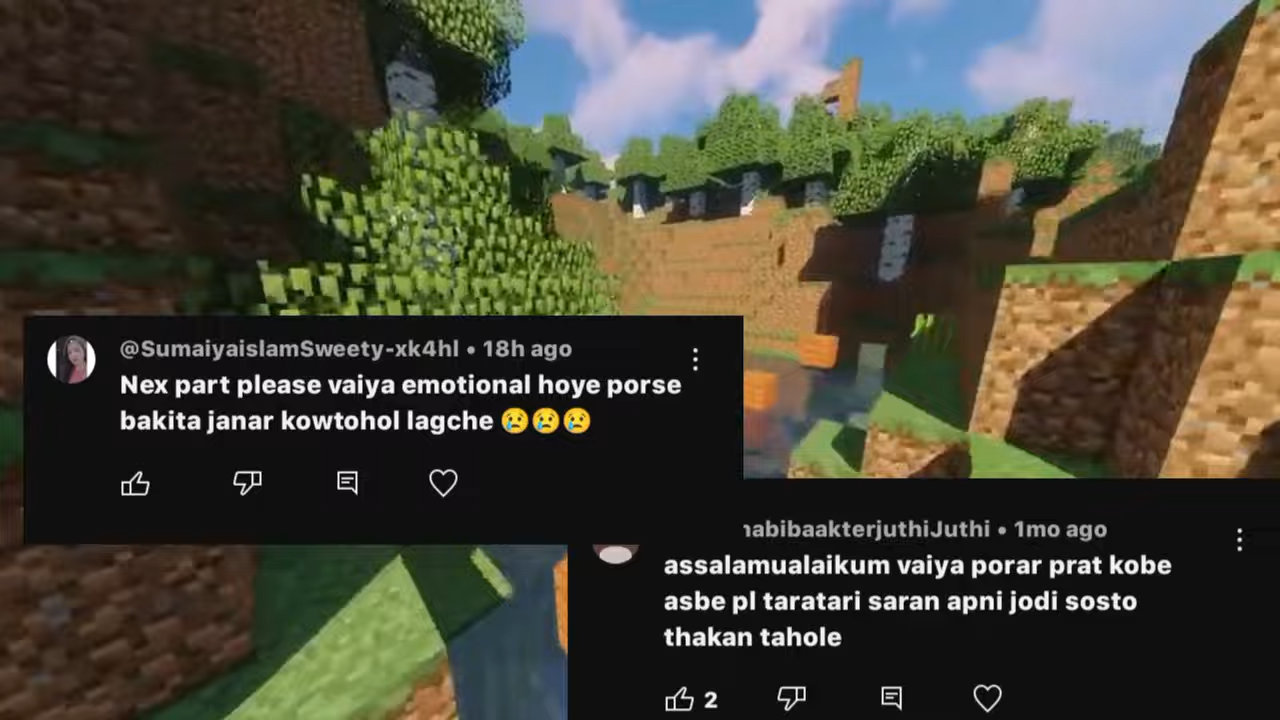 @SumaiyaislamSweety-xk4hl • 18h ago
Nex part please vaiya emotional hoye porse
bakita janar kowtohol lagche 😢😢😢
habibaakterjuthiJuthi • 1mo ago
assalamualaikum vaiya porar prat kobe
asbe pl taratari saran apni jodi sosto
thakan tahole
2